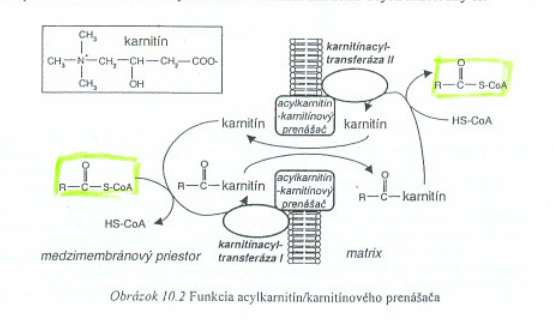 CH₃
karnitín
CH₃—N⁺—CH₂—CH—CH₂—COO-
CH₃
OH
karnitínacyl-
transferáza II
O
R—C—S-CoA
acylkarnitín
-karnitínový
prenášač
karnitín
karnitín
HS-CoA
O
R—C—S-CoA
O
R—C—karnitín
acylkarnitín
-karnitínový
prenášač
O
R—C—karnitín
HS-CoA
karnitínacyl-
transferáza I
medzimembránový priestor
matrix
Obrázok 10.2 Funkcia acylkarnitín/karnitínového prenášača